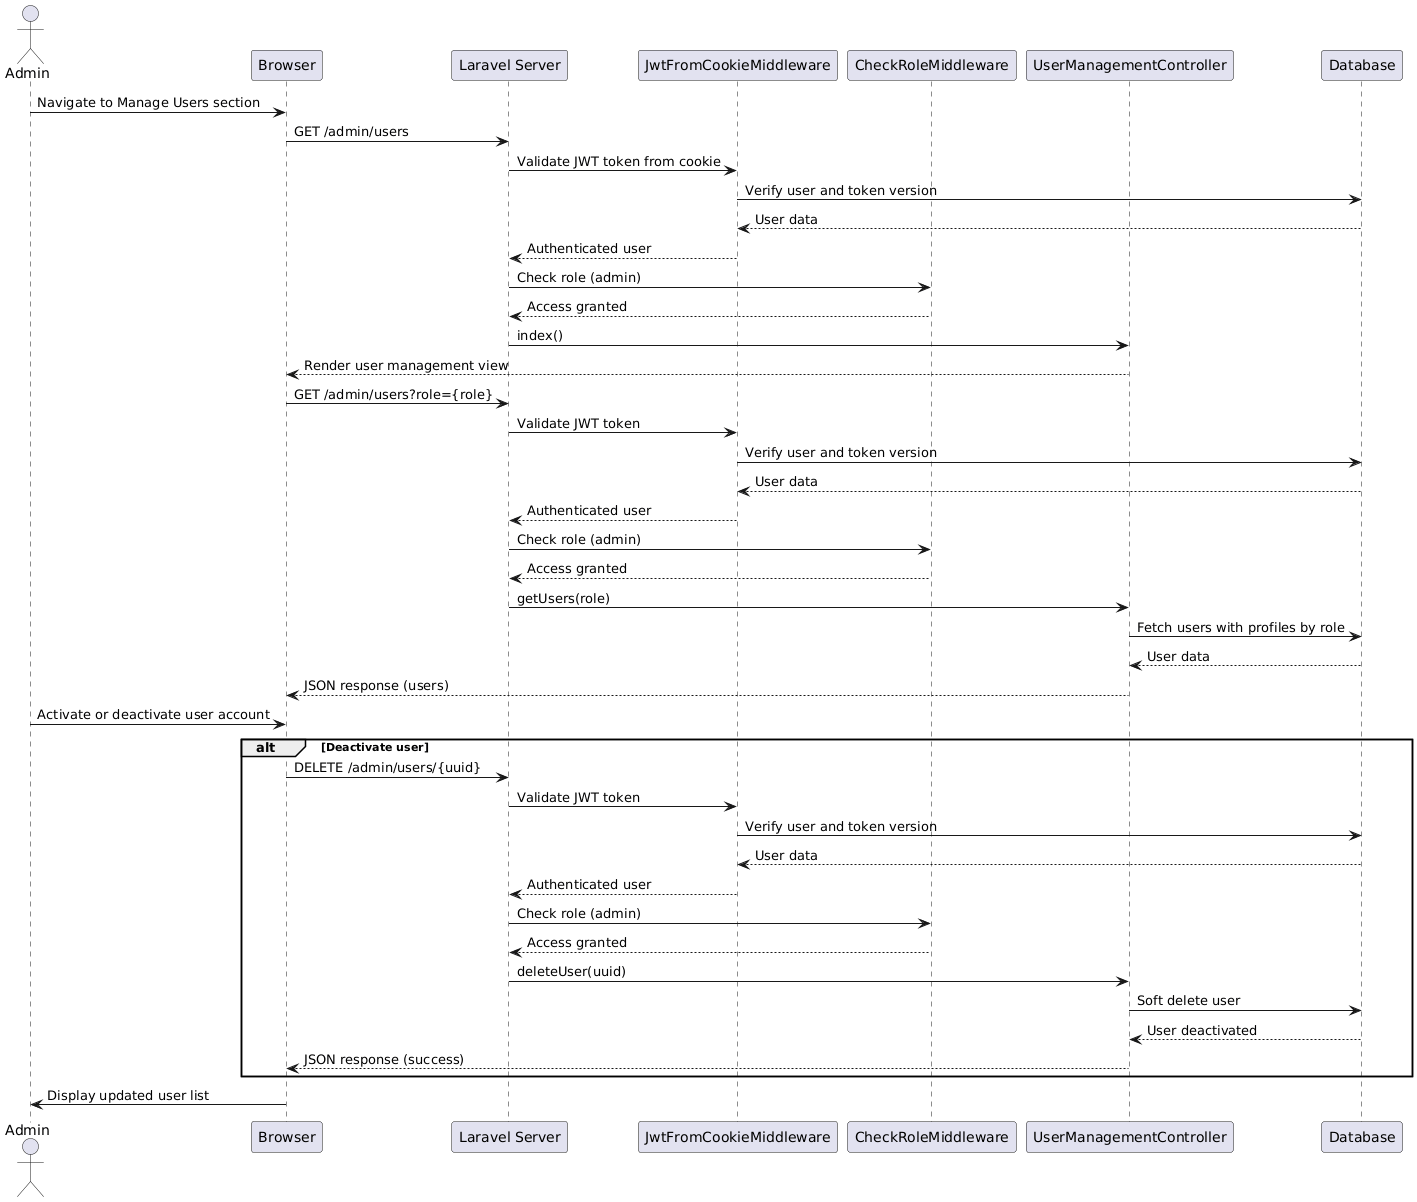 Admin
Browser
Laravel Server
JwtFromCookieMiddleware
CheckRoleMiddleware
UserManagementController
Database
Navigate to Manage Users section
GET /admin/users
Validate JWT token from cookie
Verify user and token version
User data
Authenticated user
Check role (admin)
Access granted
index()
Render user management view
GET /admin/users?role={role}
Validate JWT token
Verify user and token version
User data
Authenticated user
Check role (admin)
Access granted
getUsers(role)
Fetch users with profiles by role
User data
JSON response (users)
Activate or deactivate user account
alt [Deactivate user]
DELETE /admin/users/{uuid}
Validate JWT token
Verify user and token version
User data
Authenticated user
Check role (admin)
Access granted
deleteUser(uuid)
Soft delete user
User deactivated
JSON response (success)
Display updated user list
Admin
Browser
Laravel Server
JwtFromCookieMiddleware
CheckRoleMiddleware
UserManagementController
Database